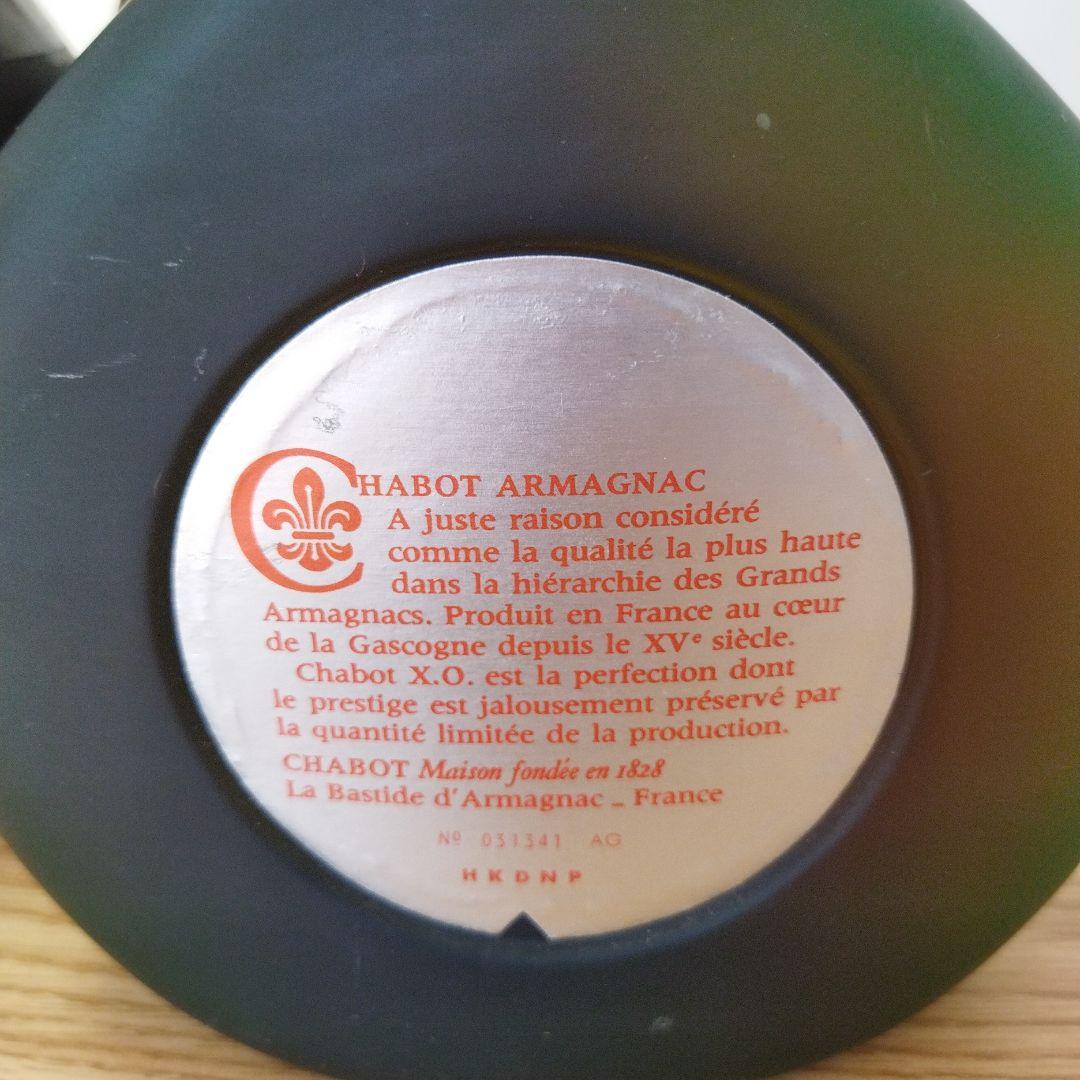 CHABOT ARMAGNAC
A juste raison considéré
comme la qualité la plus haute
dans la hiérarchie des Grands
Armagnacs. Produit en France au cœur
de la Gascogne depuis le XVᵉ siècle.
Chabot X.O. est la perfection dont
le prestige est jalousement préservé par
la quantité limitée de la production.
CHABOT Maison fondée en 1828
La Bastide d'Armagnac _ France
Nº 031341 AG
HKDNP